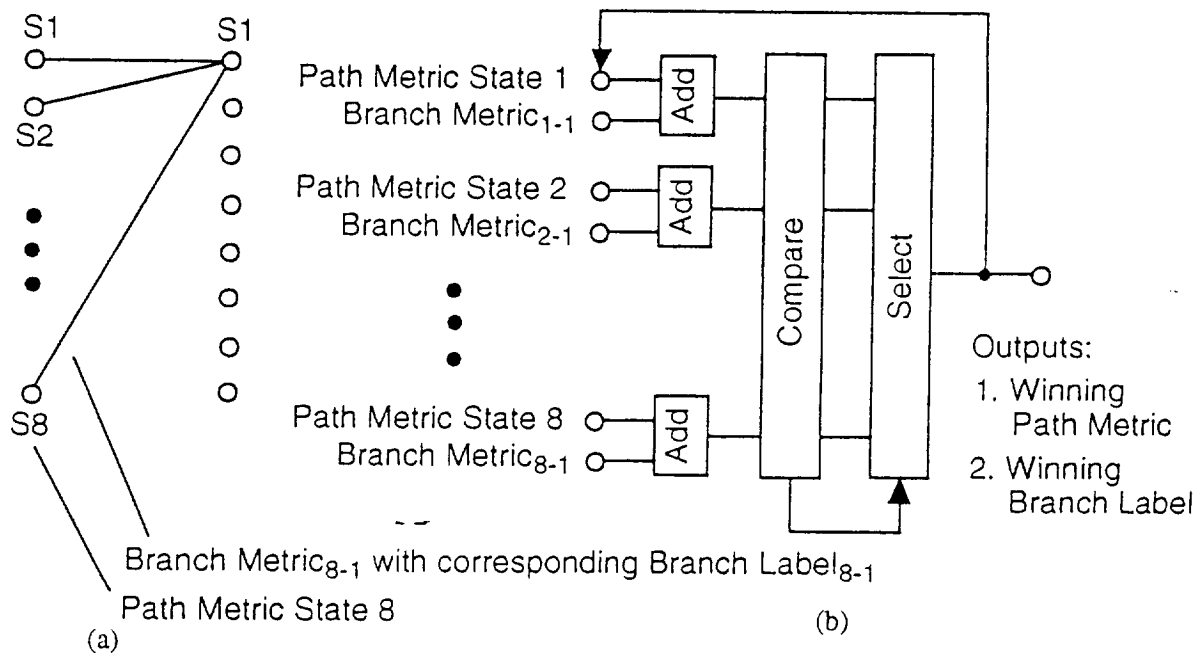 S1
S1
S2
S8
Path Metric State 1
Branch Metric1-1
Add
Path Metric State 2
Branch Metric2-1
Add
Path Metric State 8
Branch Metric8-1
Add
Compare
Select
Outputs:
1. Winning
Path Metric
2. Winning
Branch Label
Branch Metric8-1 with corresponding Branch Label8-1
Path Metric State 8
(a)
(b)